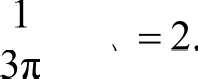 1
3π 、 = 2.